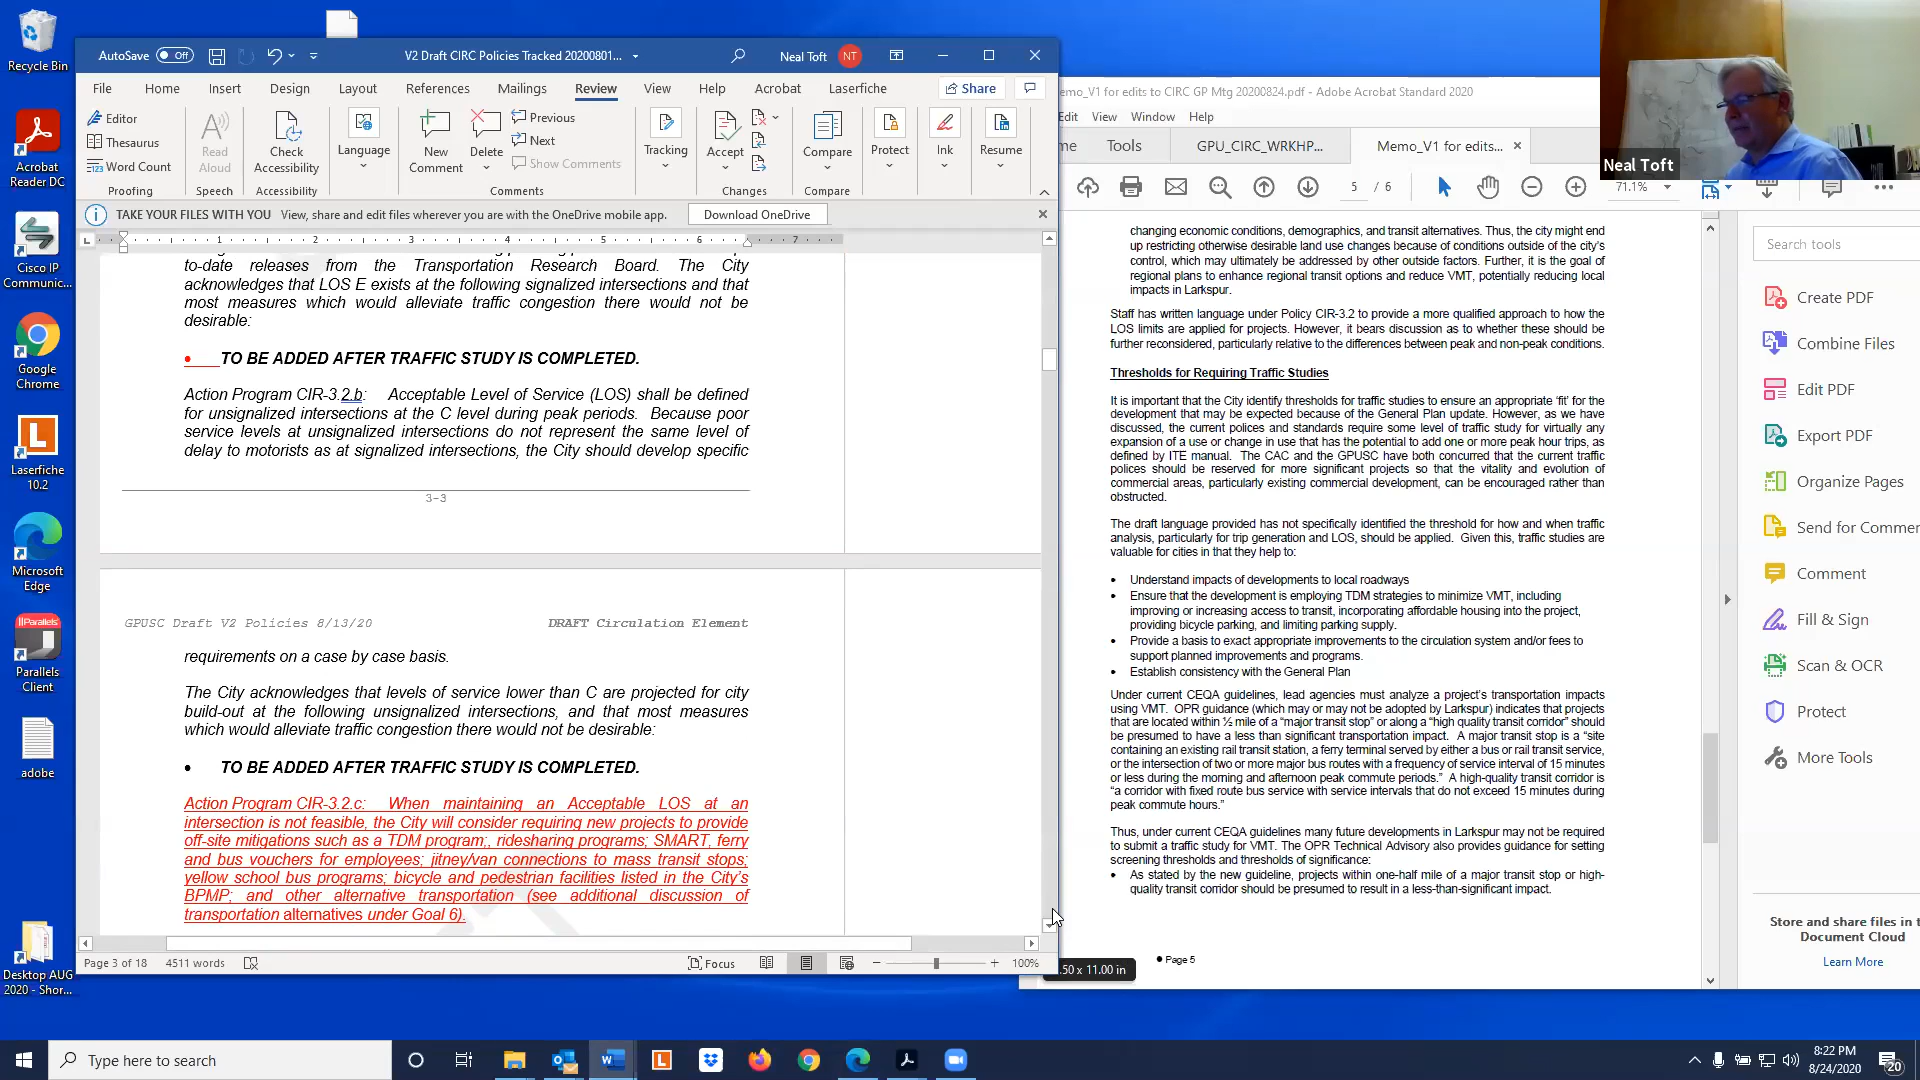 Recycle Bin
Acrobat
Reader DC
Cisco IP
Communic...
Google
Chrome
Laserfiche
10.2
Microsoft
Edge
Parallels
Client
adobe
Desktop AUG
2020 - Shor...
AutoSave Off
V2 Draft CIRC Policies Tracked 20200801...
Neal Toft NT
File Home Insert Design Layout References Mailings Review View Help Acrobat Laserfiche Share
Editor
Thesaurus
Word Count
Proofing
Read
Aloud
Speech
Check
Accessibility
Accessibility
Language
New
Comment
Delete
Previous
Next
Show Comments
Comments
Tracking
Accept
Changes
Compare
Compare
Protect
Ink
Resume
Resume
TAKE YOUR FILES WITH YOU View, share and edit files wherever you are with the OneDrive mobile app. Download OneDrive
L 1 2 3 4 5 6 7
to-date releases from the Transportation Research Board. The City
acknowledges that LOS E exists at the following signalized intersections and that
most measures which would alleviate traffic congestion there would not be
desirable:
• TO BE ADDED AFTER TRAFFIC STUDY IS COMPLETED.
Action Program CIR-3.2.b: Acceptable Level of Service (LOS) shall be defined
for unsignalized intersections at the C level during peak periods. Because poor
service levels at unsignalized intersections do not represent the same level of
delay to motorists as at signalized intersections, the City should develop specific
3-3
GPUSC Draft V2 Policies 8/13/20 DRAFT Circulation Element
requirements on a case by case basis.
The City acknowledges that levels of service lower than C are projected for city
build-out at the following unsignalized intersections, and that most measures
which would alleviate traffic congestion there would not be desirable:
• TO BE ADDED AFTER TRAFFIC STUDY IS COMPLETED.
Action Program CIR-3.2.c: When maintaining an Acceptable LOS at an
intersection is not feasible, the City will consider requiring new projects to provide
off-site mitigations such as a TDM program;, ridesharing programs; SMART, ferry
and bus vouchers for employees; jitney/van connections to mass transit stops;
yellow school bus programs; bicycle and pedestrian facilities listed in the City's
BPMP; and other alternative transportation (see additional discussion of
transportation alternatives under Goal 6).
Page 3 of 18 4511 words Focus 100%
emo_V1 for edits to CIRC GP Mtg 20200824.pdf - Adobe Acrobat Standard 2020
Edit View Window Help
me Tools GPU_CIRC_WRKHP... Memo_V1 for edits... ×
5 / 6 71.1%
Neal Toft
changing economic conditions, demographics, and transit alternatives. Thus, the city might end
up restricting otherwise desirable land use changes because of conditions outside of the city's
control, which may ultimately be addressed by other outside factors. Further, it is the goal of
regional plans to enhance regional transit options and reduce VMT, potentially reducing local
impacts in Larkspur.
Staff has written language under Policy CIR-3.2 to provide a more qualified approach to how the
LOS limits are applied for projects. However, it bears discussion as to whether these should be
further reconsidered, particularly relative to the differences between peak and non-peak conditions.
Thresholds for Requiring Traffic Studies
It is important that the City identify thresholds for traffic studies to ensure an appropriate 'fit' for the
development that may be expected because of the General Plan update. However, as we have
discussed, the current polices and standards require some level of traffic study for virtually any
expansion of a use or change in use that has the potential to add one or more peak hour trips, as
defined by ITE manual. The CAC and the GPUSC have both concurred that the current traffic
polices should be reserved for more significant projects so that the vitality and evolution of
commercial areas, particularly existing commercial development, can be encouraged rather than
obstructed.
The draft language provided has not specifically identified the threshold for how and when traffic
analysis, particularly for trip generation and LOS, should be applied. Given this, traffic studies are
valuable for cities in that they help to:
• Understand impacts of developments to local roadways
• Ensure that the development is employing TDM strategies to minimize VMT, including
improving or increasing access to transit, incorporating affordable housing into the project,
providing bicycle parking, and limiting parking supply.
• Provide a basis to exact appropriate improvements to the circulation system and/or fees to
support planned improvements and programs.
• Establish consistency with the General Plan
Under current CEQA guidelines, lead agencies must analyze a project's transportation impacts
using VMT. OPR guidance (which may or may not be adopted by Larkspur) indicates that projects
that are located within ½ mile of a "major transit stop" or along a "high quality transit corridor" should
be presumed to have a less than significant transportation impact. A major transit stop is a "site
containing an existing rail transit station, a ferry terminal served by either a bus or rail transit service,
or the intersection of two or more major bus routes with a frequency of service interval of 15 minutes
or less during the morning and afternoon peak commute periods." A high-quality transit corridor is
"a corridor with fixed route bus service with service intervals that do not exceed 15 minutes during
peak commute hours."
Thus, under current CEQA guidelines many future developments in Larkspur may not be required
to submit a traffic study for VMT. The OPR Technical Advisory also provides guidance for setting
screening thresholds and thresholds of significance:
• As stated by the new guideline, projects within one-half mile of a major transit stop or high-
quality transit corridor should be presumed to result in a less-than-significant impact.
• Page 5
.50 x 11.00 in
Search tools
Create PDF
Combine Files
Edit PDF
Export PDF
Organize Pages
Send for Commer
Comment
Fill & Sign
Scan & OCR
Protect
More Tools
Store and share files in t
Document Cloud
Learn More
Type here to search
8:22 PM
8/24/2020
20